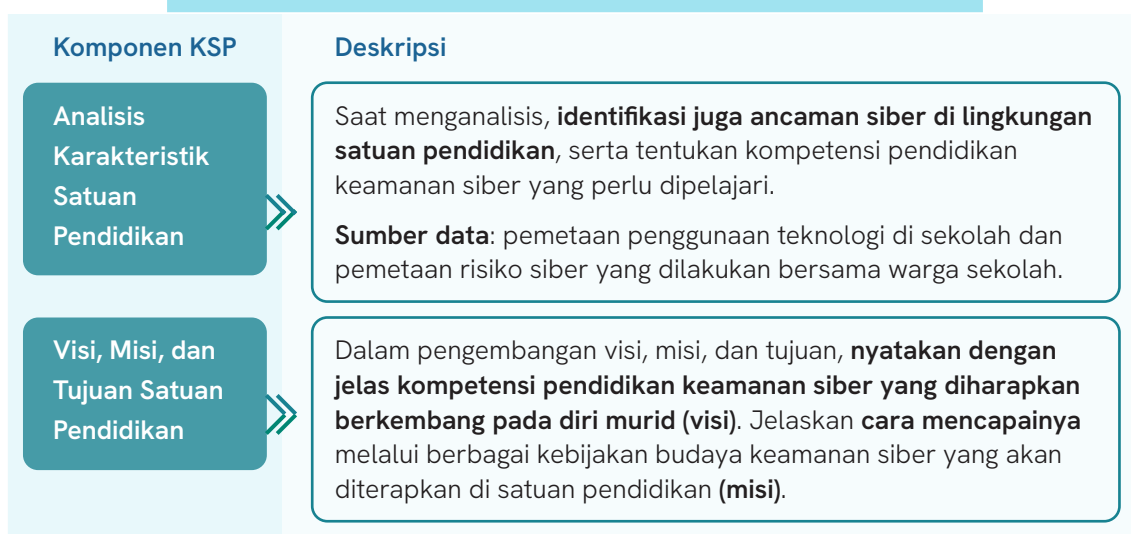 Komponen KSP
Deskripsi
Analisis
Karakteristik
Satuan
Pendidikan
Saat menganalisis, identifikasi juga ancaman siber di lingkungan
satuan pendidikan, serta tentukan kompetensi pendidikan
keamanan siber yang perlu dipelajari.
Sumber data: pemetaan penggunaan teknologi di sekolah dan
pemetaan risiko siber yang dilakukan bersama warga sekolah.
Visi, Misi, dan
Tujuan Satuan
Pendidikan
Dalam pengembangan visi, misi, dan tujuan, nyatakan dengan
jelas kompetensi pendidikan keamanan siber yang diharapkan
berkembang pada diri murid (visi). Jelaskan cara mencapainya
melalui berbagai kebijakan budaya keamanan siber yang akan
diterapkan di satuan pendidikan (misi).